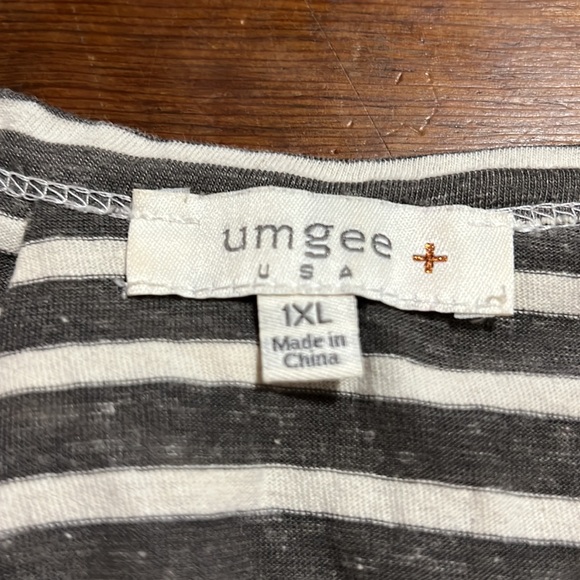 umgee +
USA
1XL
Made in
China